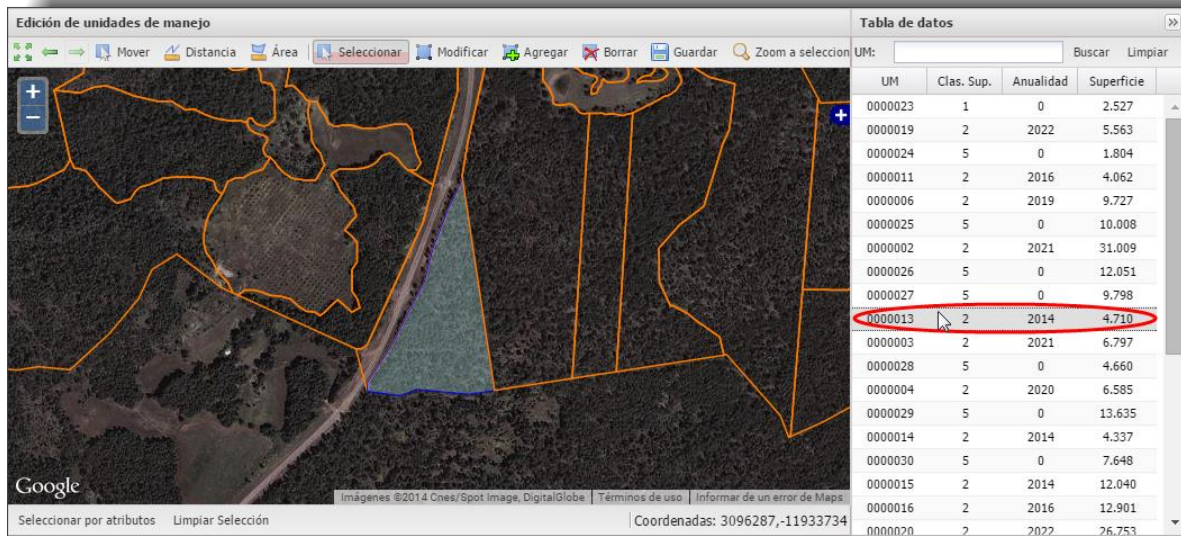 Edición de unidades de manejo
Mover Distancia Área Seleccionar Modificar Agregar Borrar Guardar Zoom a seleccion
+
−
+
Google
Imágenes ©2014 Cnes/Spot Image, DigitalGlobe Términos de uso Informar de un error de Maps
Seleccionar por atributos Limpiar Selección Coordenadas: 3096287,-11933734
Tabla de datos »
UM: Buscar Limpiar
UM Clas. Sup. Anualidad Superficie
0000023 1 0 2.527
0000019 2 2022 5.563
0000024 5 0 1.804
0000011 2 2016 4.062
0000006 2 2019 9.727
0000025 5 0 10.008
0000002 2 2021 31.009
0000026 5 0 12.051
0000027 5 0 9.798
0000013 2 2014 4.710
0000003 2 2021 6.797
0000028 5 0 4.660
0000004 2 2020 6.585
0000029 5 0 13.635
0000014 2 2014 4.337
0000030 5 0 7.648
0000015 2 2014 12.040
0000016 2 2016 12.901
0000020 2 2022 26.753